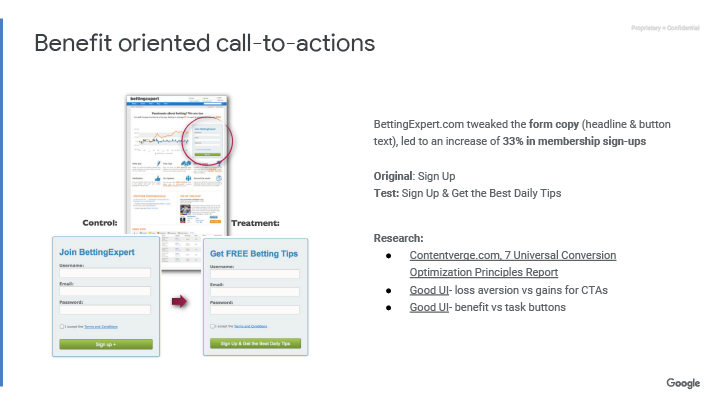 Proprietary + Confidential
Benefit oriented call-to-actions
bettingexpert
BettingExpert.com tweaked the form copy (headline & button
text), led to an increase of 33% in membership sign-ups
Original: Sign Up
Test: Sign Up & Get the Best Daily Tips
Control:
Treatment:
Join BettingExpert
Username:
Email:
Password:
I accept the Terms and Conditions
Sign up »
Get FREE Betting Tips
Username:
Email:
Password:
I accept the Terms and Conditions
Sign Up & Get the Best Daily Tips
Research:
Contentverge.com, 7 Universal Conversion
Optimization Principles Report
Good UI- loss aversion vs gains for CTAs
Good UI- benefit vs task buttons
Google